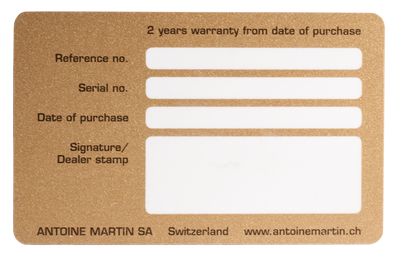 2 years warranty from date of purchase
Reference no.
Serial no.
Date of purchase
Signature/
Dealer stamp
ANTOINE MARTIN SA Switzerland www.antoinemartin.ch